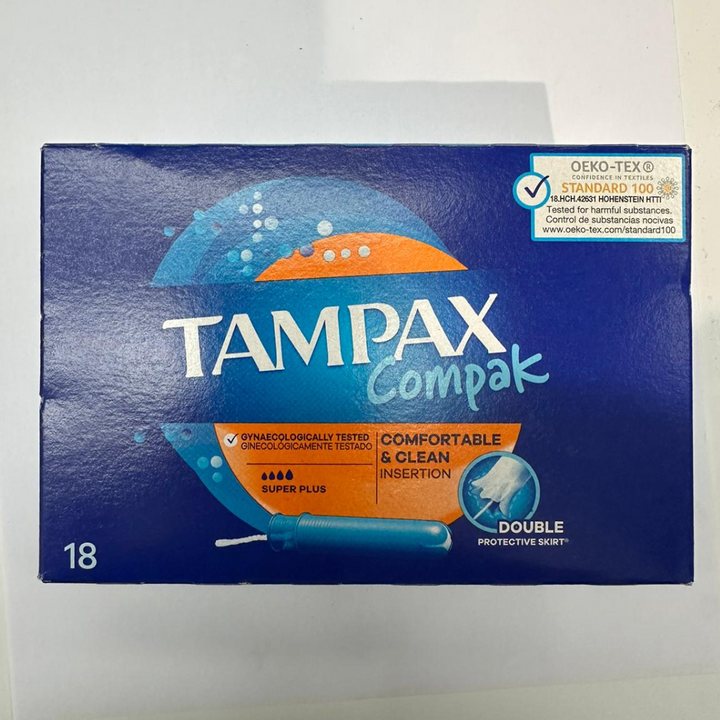 OEKO-TEX®
CONFIDENCE IN TEXTILES
STANDARD 100
18.HCH.42631 HOHENSTEIN HTTI
Tested for harmful substances.
Control de substancias nocivas
www.oeko-tex.com/standard100
TAMPAX
Compak
GYNAECOLOGICALLY TESTED
GINECOLÓGICAMENTE TESTADO
SUPER PLUS
COMFORTABLE
& CLEAN
INSERTION
DOUBLE
PROTECTIVE SKIRT®
18